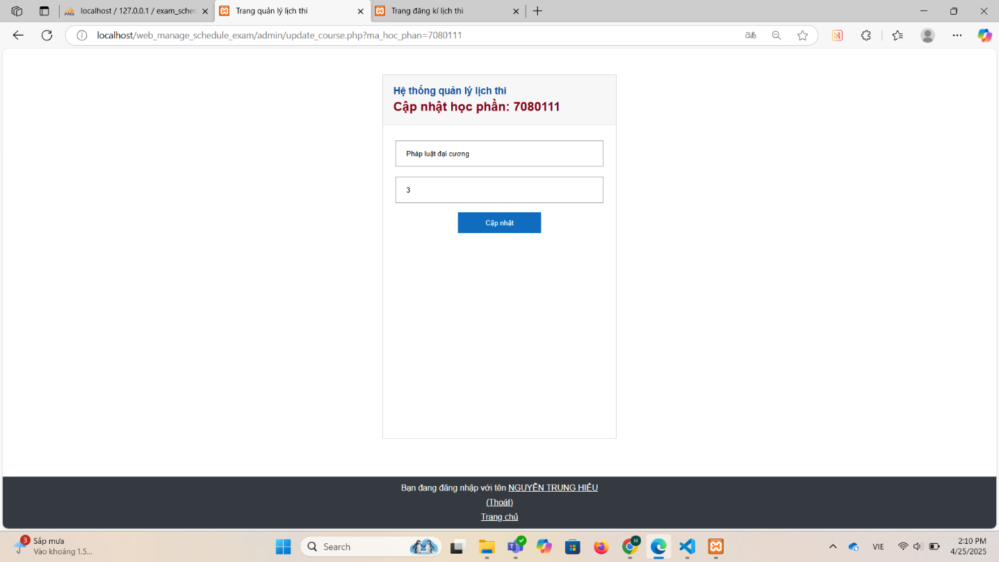 localhost / 127.0.0.1 / exam_sched
Trang quản lý lịch thi
Trang đăng kí lịch thi
localhost/web_manage_schedule_exam/admin/update_course.php?ma_hoc_phan=7080111
Hệ thống quản lý lịch thi
Cập nhật học phần: 7080111
Pháp luật đại cương
3
Cập nhật
Bạn đang đăng nhập với tên NGUYỄN TRUNG HIẾU
(Thoát)
Trang chủ
3
Sắp mưa
Vào khoảng 1.5...
Search
H
VIE
2:10 PM
4/25/2025